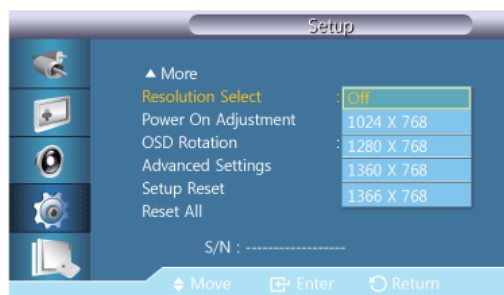 Setup
▲ More
Resolution Select : Off
1024 X 768
Power On Adjustment
1280 X 768
OSD Rotation :
1360 X 768
Advanced Settings
1366 X 768
Setup Reset
Reset All
S/N : ------------------
Move Enter Return